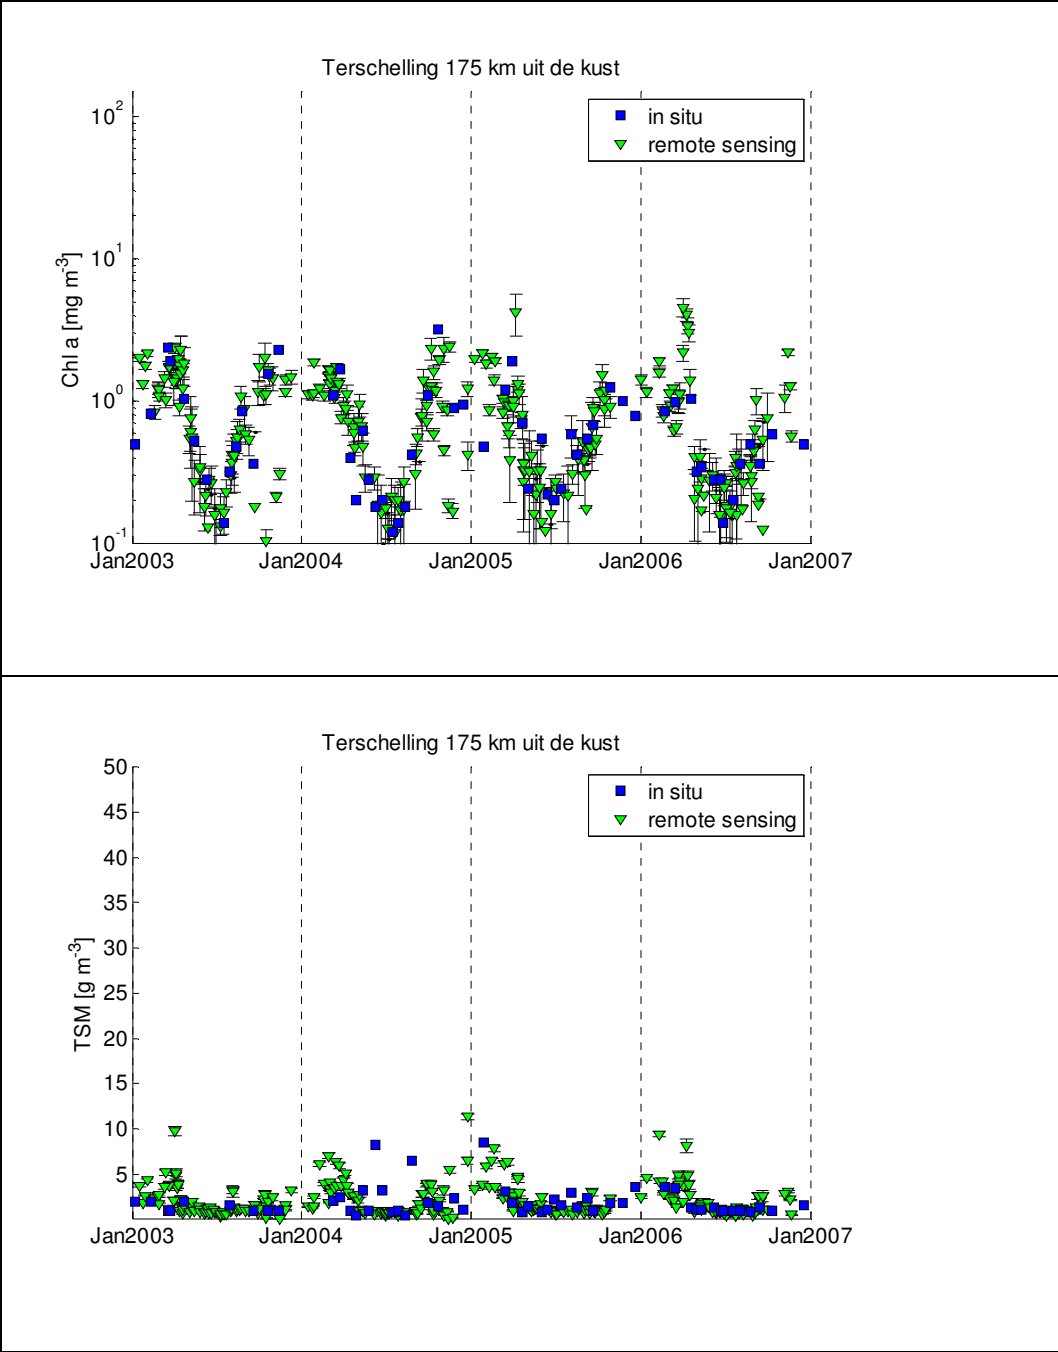 Terschelling 175 km uit de kust
in situ
remote sensing
Chl a [mg m-3]
10^2
10^1
10^0
10^-1
Jan2003 Jan2004 Jan2005 Jan2006 Jan2007
Terschelling 175 km uit de kust
in situ
remote sensing
TSM [g m-3]
50
45
40
35
30
25
20
15
10
5
Jan2003 Jan2004 Jan2005 Jan2006 Jan2007